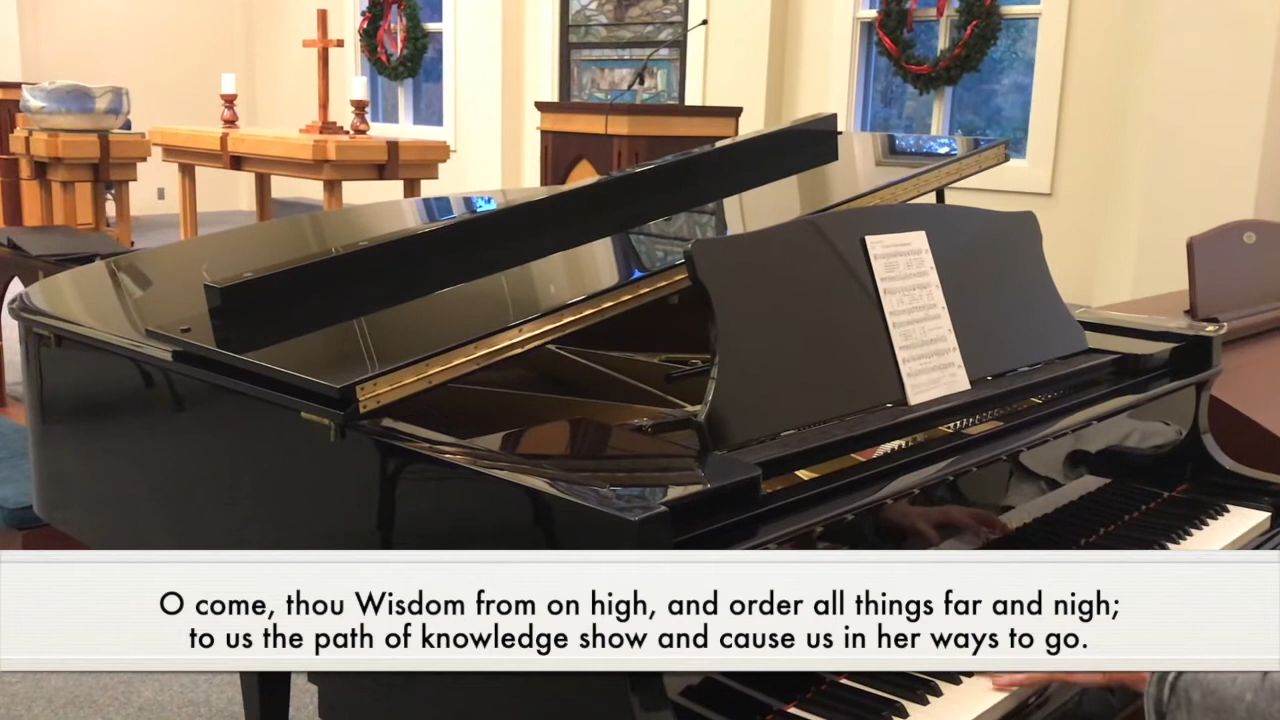 O come, thou Wisdom from on high, and order all things far and nigh;
to us the path of knowledge show and cause us in her ways to go.